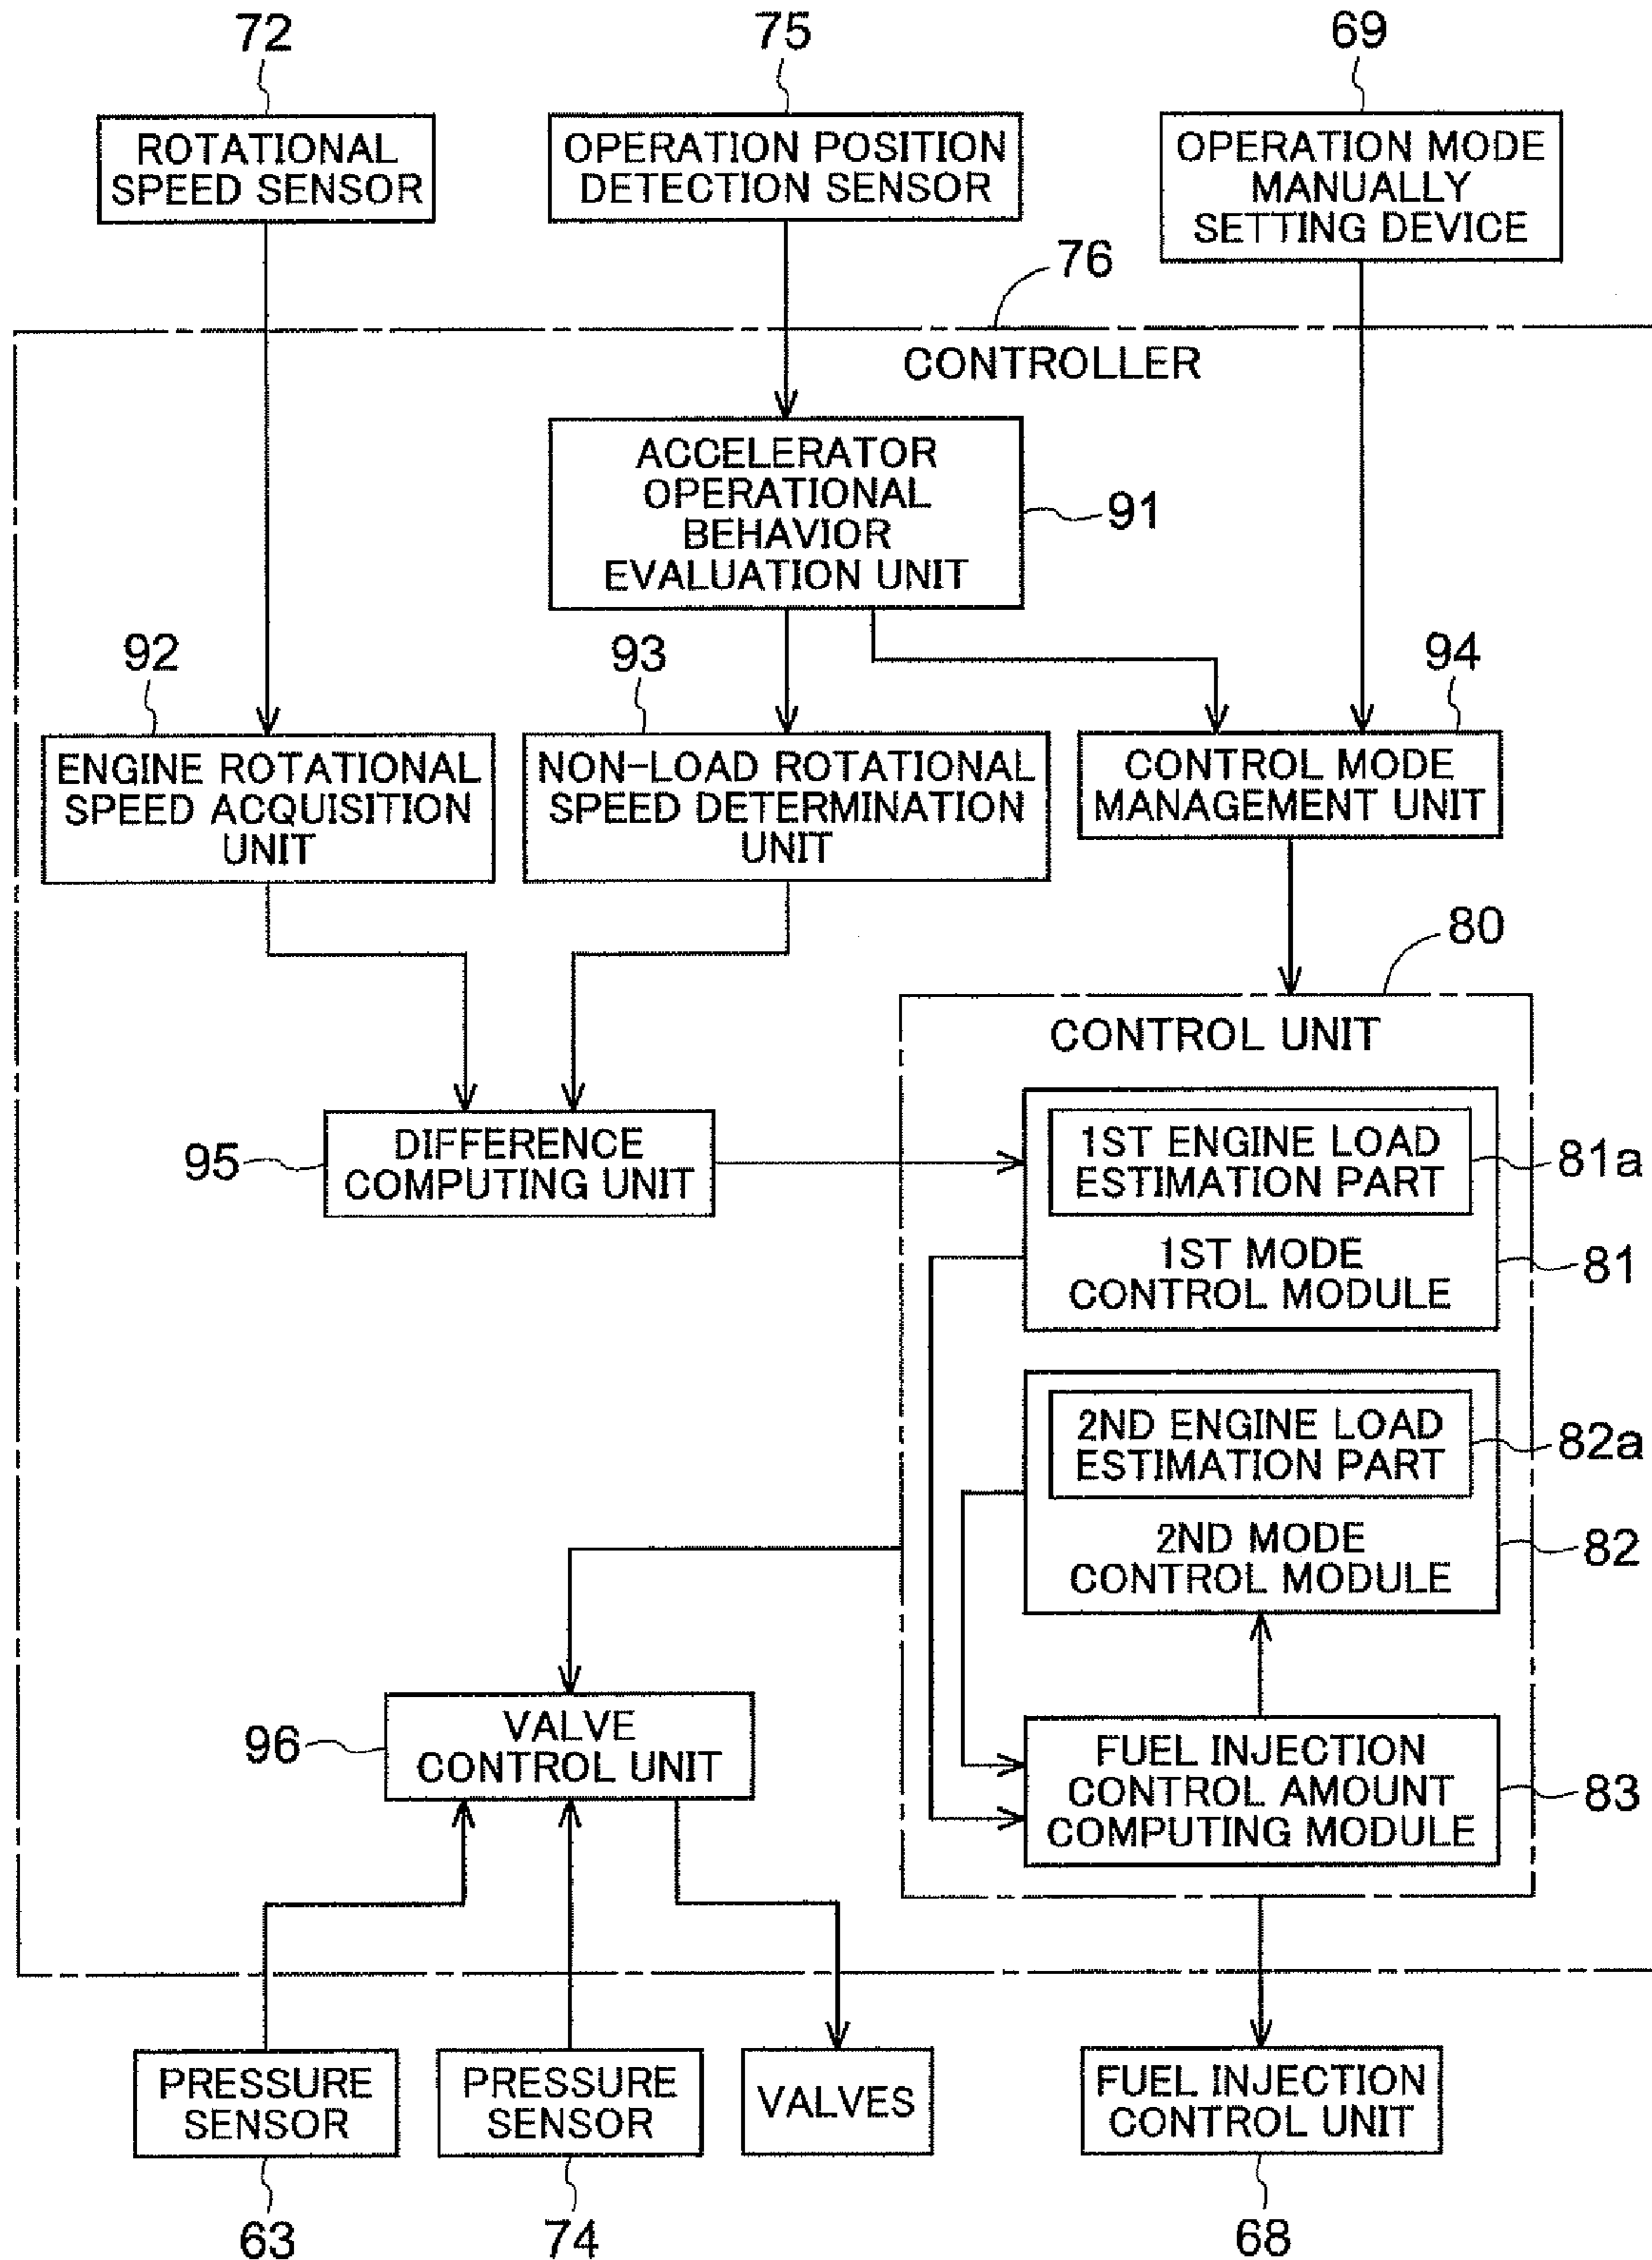 72
75
69
ROTATIONAL
SPEED SENSOR
OPERATION POSITION
DETECTION SENSOR
OPERATION MODE
MANUALLY
SETTING DEVICE
76
CONTROLLER
ACCELERATOR
OPERATIONAL
BEHAVIOR
EVALUATION UNIT
91
92
93
94
ENGINE ROTATIONAL
SPEED ACQUISITION
UNIT
NON-LOAD ROTATIONAL
SPEED DETERMINATION
UNIT
CONTROL MODE
MANAGEMENT UNIT
80
CONTROL UNIT
95
DIFFERENCE
COMPUTING UNIT
1ST ENGINE LOAD
ESTIMATION PART
81a
1ST MODE
CONTROL MODULE
81
2ND ENGINE LOAD
ESTIMATION PART
82a
2ND MODE
CONTROL MODULE
82
96
VALVE
CONTROL UNIT
FUEL INJECTION
CONTROL AMOUNT
COMPUTING MODULE
83
PRESSURE
SENSOR
PRESSURE
SENSOR
VALVES
FUEL INJECTION
CONTROL UNIT
63
74
68